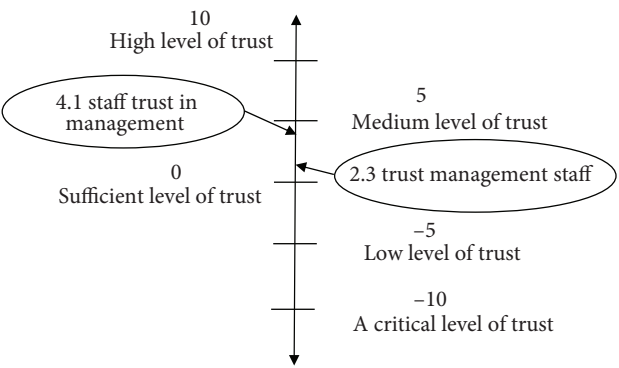 10
High level of trust
4.1 staff trust in
management
5
Medium level of trust
0
Sufficient level of trust
2.3 trust management staff
–5
Low level of trust
–10
A critical level of trust